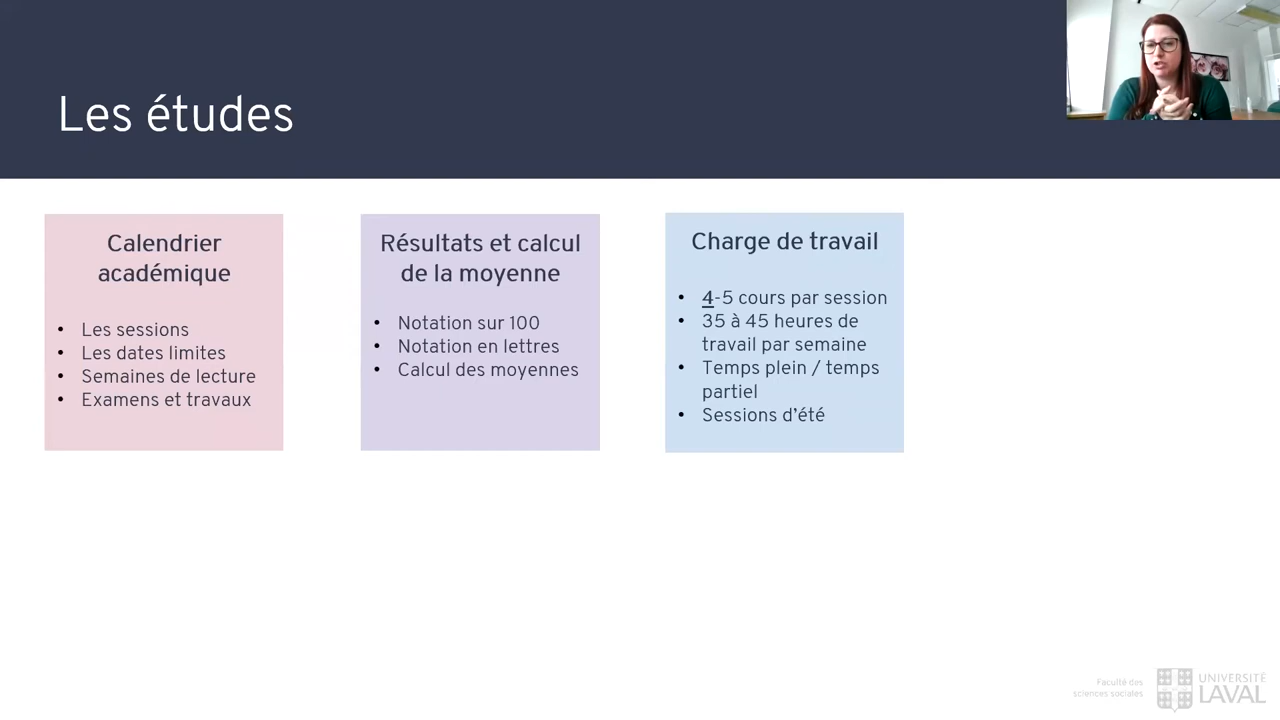 Les études
Calendrier
académique
• Les sessions
• Les dates limites
• Semaines de lecture
• Examens et travaux
Résultats et calcul
de la moyenne
• Notation sur 100
• Notation en lettres
• Calcul des moyennes
Charge de travail
• 4-5 cours par session
• 35 à 45 heures de
travail par semaine
• Temps plein / temps
partiel
• Sessions d’été
Faculté des
sciences sociales
UNIVERSITÉ
LAVAL